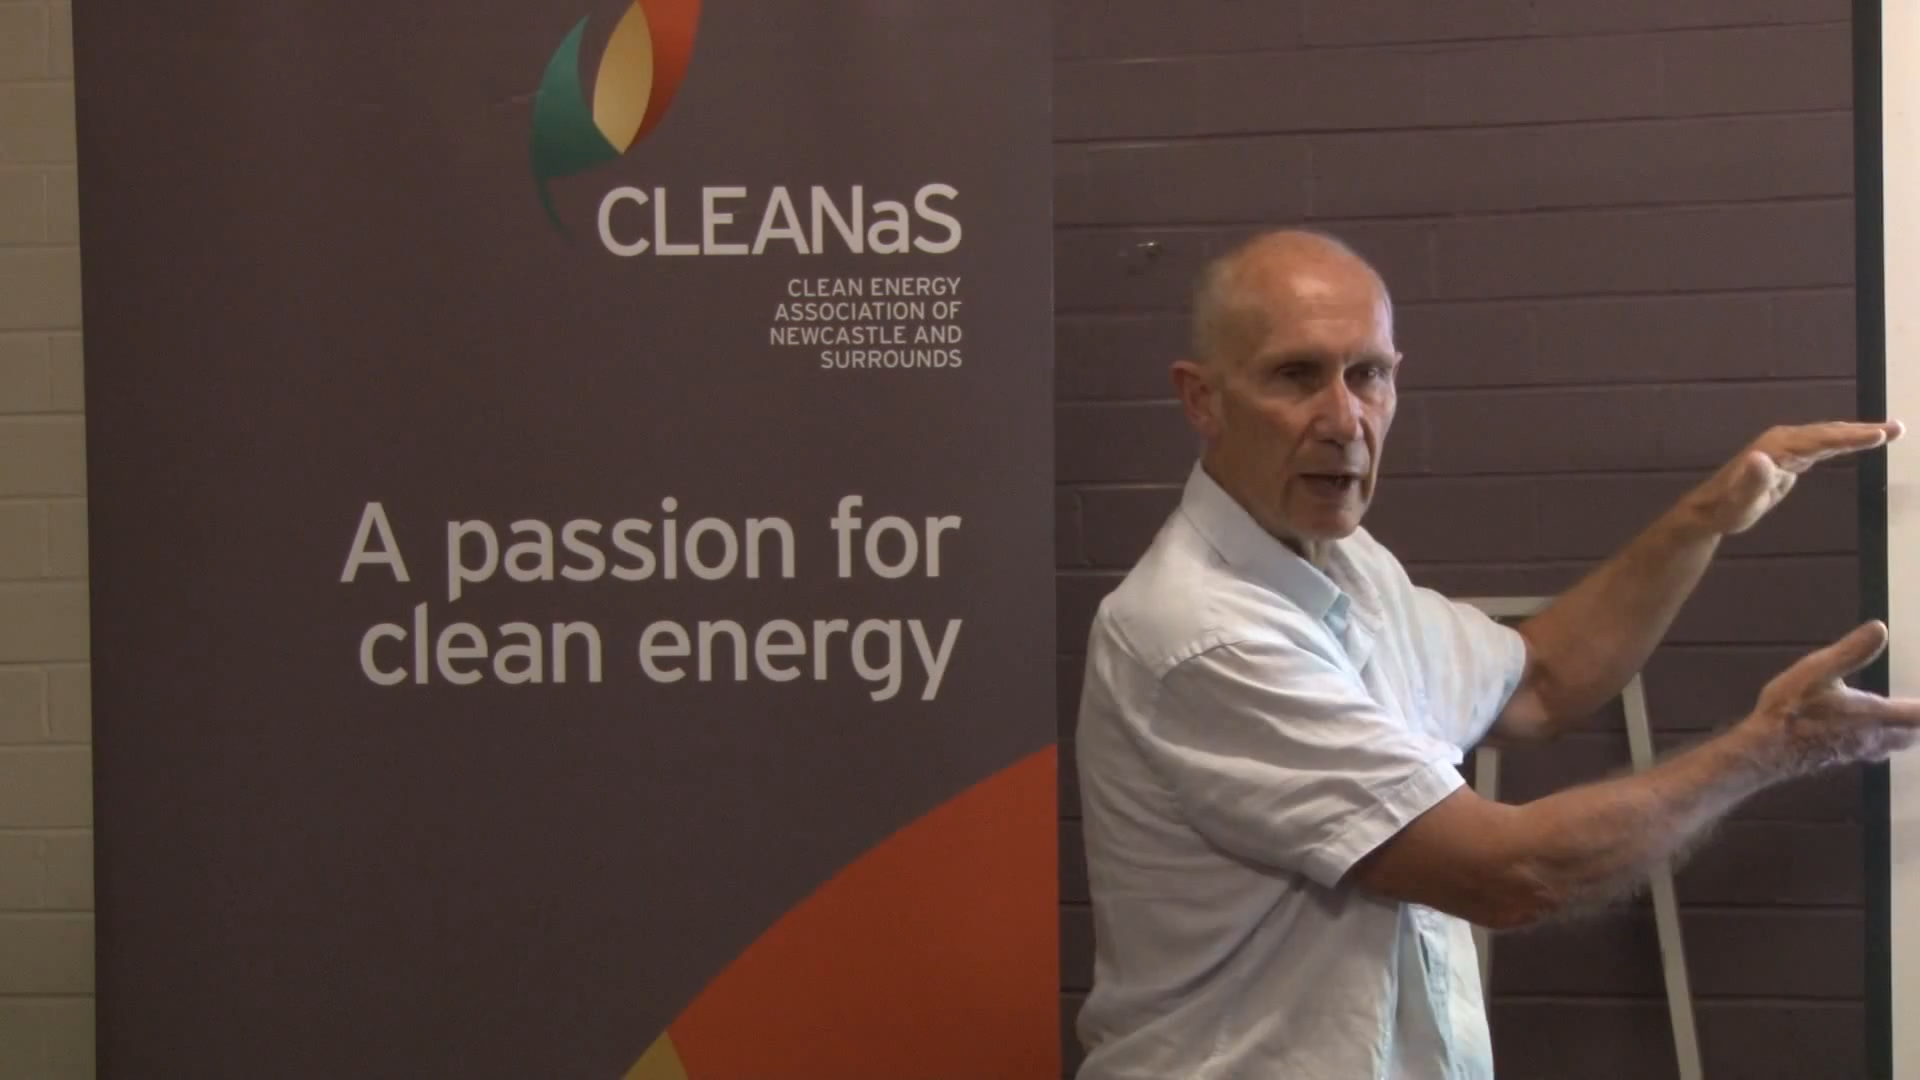 CLEANaS
CLEAN ENERGY
ASSOCIATION OF
NEWCASTLE AND
SURROUNDS
A passion for
clean energy